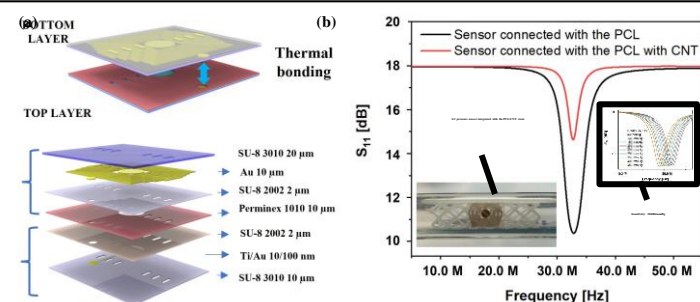 (a)
BOTTOM
LAYER
Thermal
bonding
TOP LAYER
SU-8 3010 20 µm
Au 10 µm
SU-8 2002 2 µm
Perminex 1010 10 µm
SU-8 2002 2 µm
Ti/Au 10/100 nm
SU-8 3010 10 µm
(b)
Sensor connected with the PCL
Sensor connected with the PCL with CNT
S11 [dB]
20
18
16
14
12
10
10.0 M 20.0 M 30.0 M 40.0 M 50.0 M
Frequency [Hz]